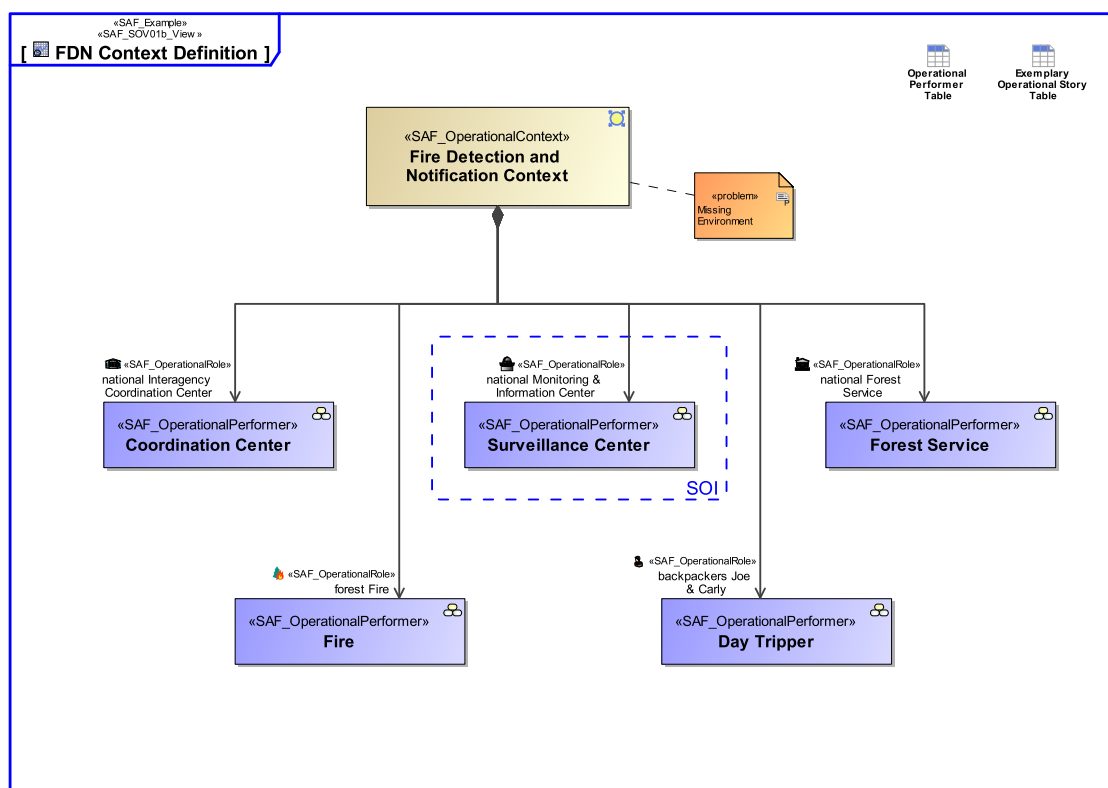 «SAF_Example»
«SAF_SOV01b_View »
[ FDN Context Definition ]
Operational
Performer
Table
Exemplary
Operational Story
Table
«SAF_OperationalContext»
Fire Detection and
Notification Context
«problem»
P
Missing
Environment
«SAF_OperationalRole»
national Interagency
Coordination Center
«SAF_OperationalPerformer»
Coordination Center
«SAF_OperationalRole»
national Monitoring &
Information Center
«SAF_OperationalPerformer»
Surveillance Center
SOI
«SAF_OperationalRole»
national Forest
Service
«SAF_OperationalPerformer»
Forest Service
«SAF_OperationalRole»
forest Fire
«SAF_OperationalPerformer»
Fire
«SAF_OperationalRole»
backpackers Joe
& Carly
«SAF_OperationalPerformer»
Day Tripper